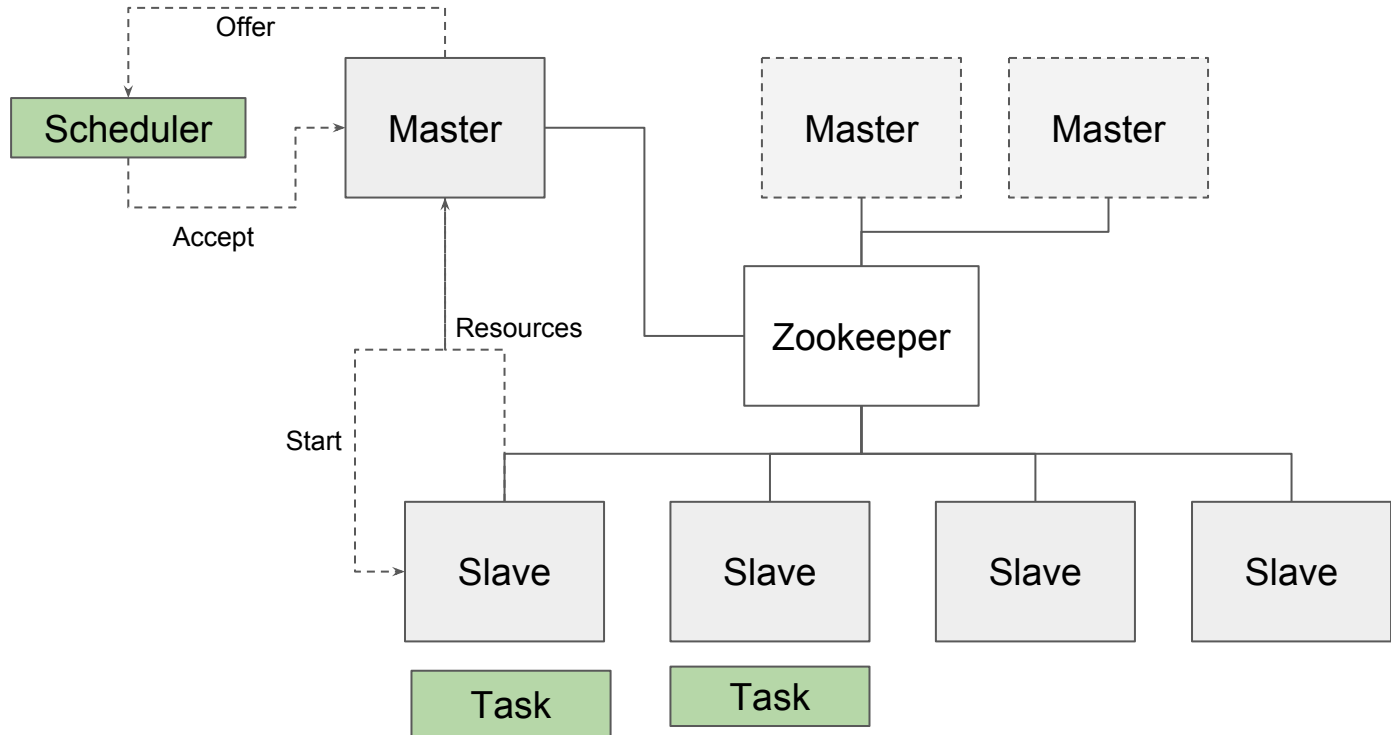 Offer
Scheduler
Master
Master
Master
Accept
Resources
Zookeeper
Start
Slave
Slave
Slave
Slave
Task
Task